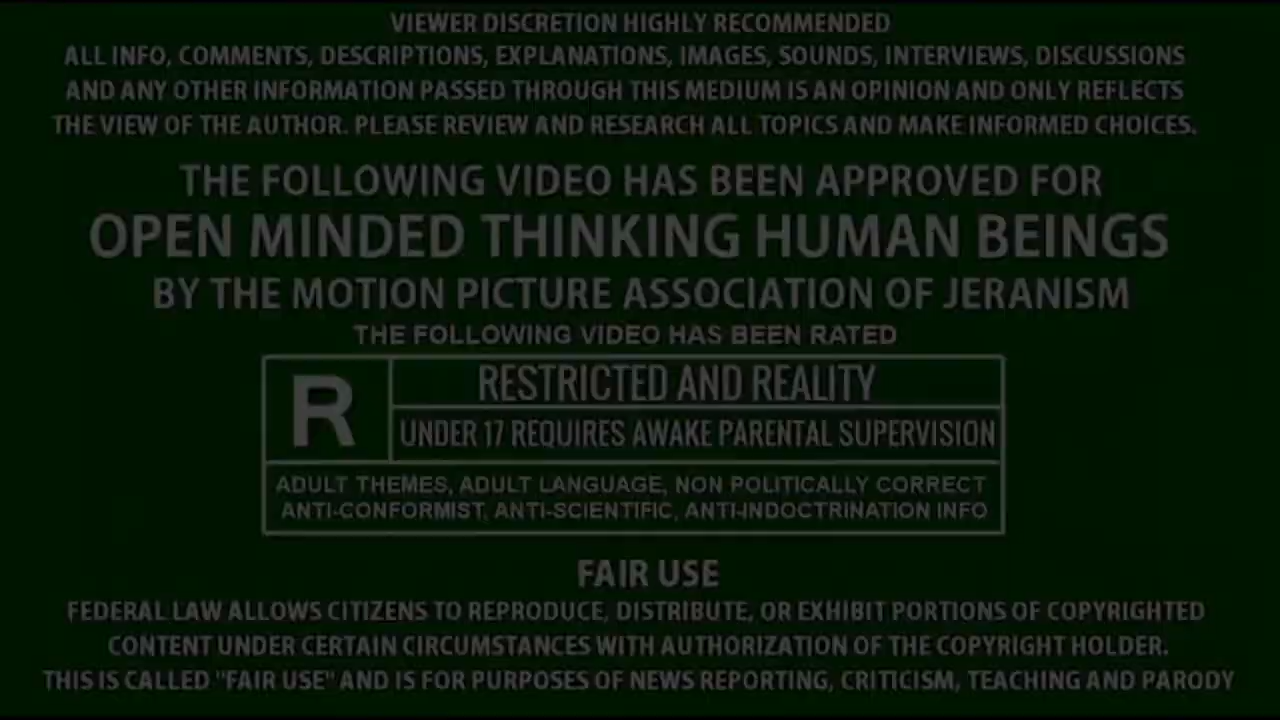 VIEWER DISCRETION HIGHLY RECOMMENDED
ALL INFO, COMMENTS, DESCRIPTIONS, EXPLANATIONS, IMAGES, SOUNDS, INTERVIEWS, DISCUSSIONS
AND ANY OTHER INFORMATION PASSED THROUGH THIS MEDIUM IS AN OPINION AND ONLY REFLECTS
THE VIEW OF THE AUTHOR. PLEASE REVIEW AND RESEARCH ALL TOPICS AND MAKE INFORMED CHOICES.
THE FOLLOWING VIDEO HAS BEEN APPROVED FOR
OPEN MINDED THINKING HUMAN BEINGS
BY THE MOTION PICTURE ASSOCIATION OF JERANISM
THE FOLLOWING VIDEO HAS BEEN RATED
R
RESTRICTED AND REALITY
UNDER 17 REQUIRES AWAKE PARENTAL SUPERVISION
ADULT THEMES, ADULT LANGUAGE, NON POLITICALLY CORRECT
ANTI-CONFORMIST, ANTI-SCIENTIFIC, ANTI-INDOCTRINATION INFO
FAIR USE
FEDERAL LAW ALLOWS CITIZENS TO REPRODUCE, DISTRIBUTE, OR EXHIBIT PORTIONS OF COPYRIGHTED
CONTENT UNDER CERTAIN CIRCUMSTANCES WITH AUTHORIZATION OF THE COPYRIGHT HOLDER.
THIS IS CALLED "FAIR USE" AND IS FOR PURPOSES OF NEWS REPORTING, CRITICISM, TEACHING AND PARODY